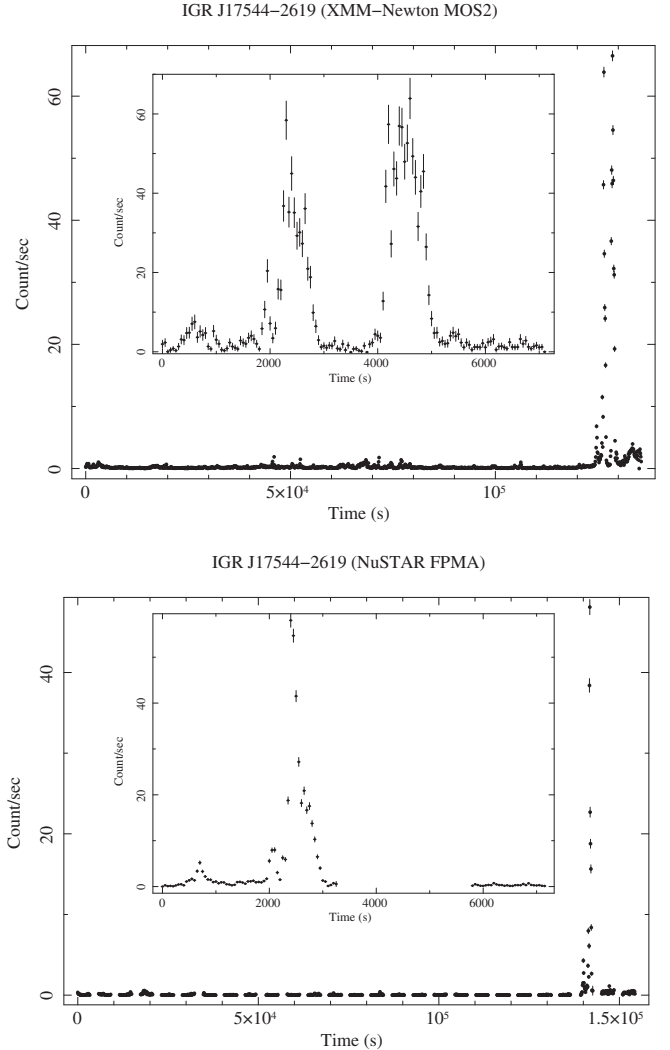 IGR J17544−2619 (XMM−Newton MOS2)
Count/sec
60
40
20
0
Count/sec
60
40
20
0
0 2000 4000 6000
Time (s)
0 5×10⁴ 10⁵
Time (s)
IGR J17544−2619 (NuSTAR FPMA)
Count/sec
40
20
0
Count/sec
40
20
0
0 2000 4000 6000
Time (s)
0 5×10⁴ 10⁵ 1.5×10⁵
Time (s)